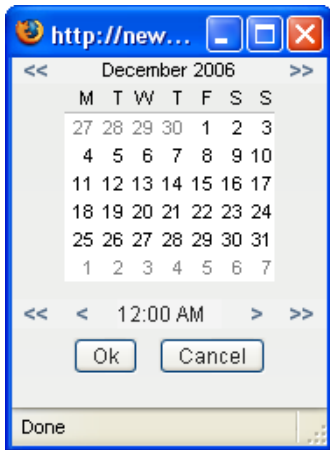 http://new...
<< December 2006 >>
M T W T F S S
27 28 29 30 1 2 3
4 5 6 7 8 9 10
11 12 13 14 15 16 17
18 19 20 21 22 23 24
25 26 27 28 29 30 31
1 2 3 4 5 6 7
<< < 12:00 AM > >>
Ok Cancel
Done